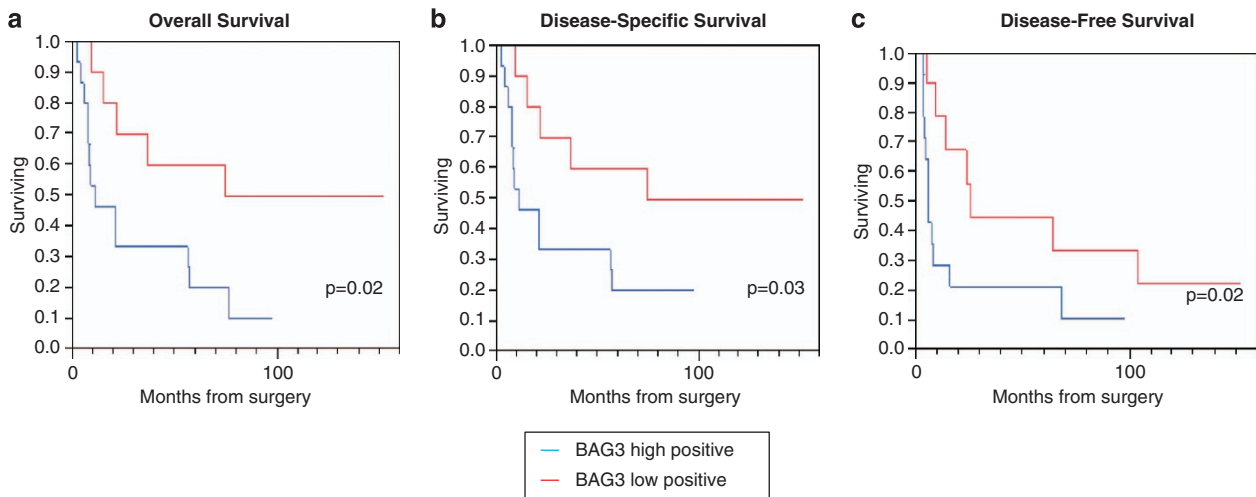 a Overall Survival
1.0
0.9
0.8
0.7
0.6
0.5
0.4
0.3
0.2
0.1
0.0
Surviving
p=0.02
0 100
Months from surgery
b Disease-Specific Survival
1.0
0.9
0.8
0.7
0.6
0.5
0.4
0.3
0.2
0.1
0.0
Surviving
p=0.03
0 100
Months from surgery
c Disease-Free Survival
1.0
0.9
0.8
0.7
0.6
0.5
0.4
0.3
0.2
0.1
0.0
Surviving
p=0.02
0 100
Months from surgery
BAG3 high positive
BAG3 low positive